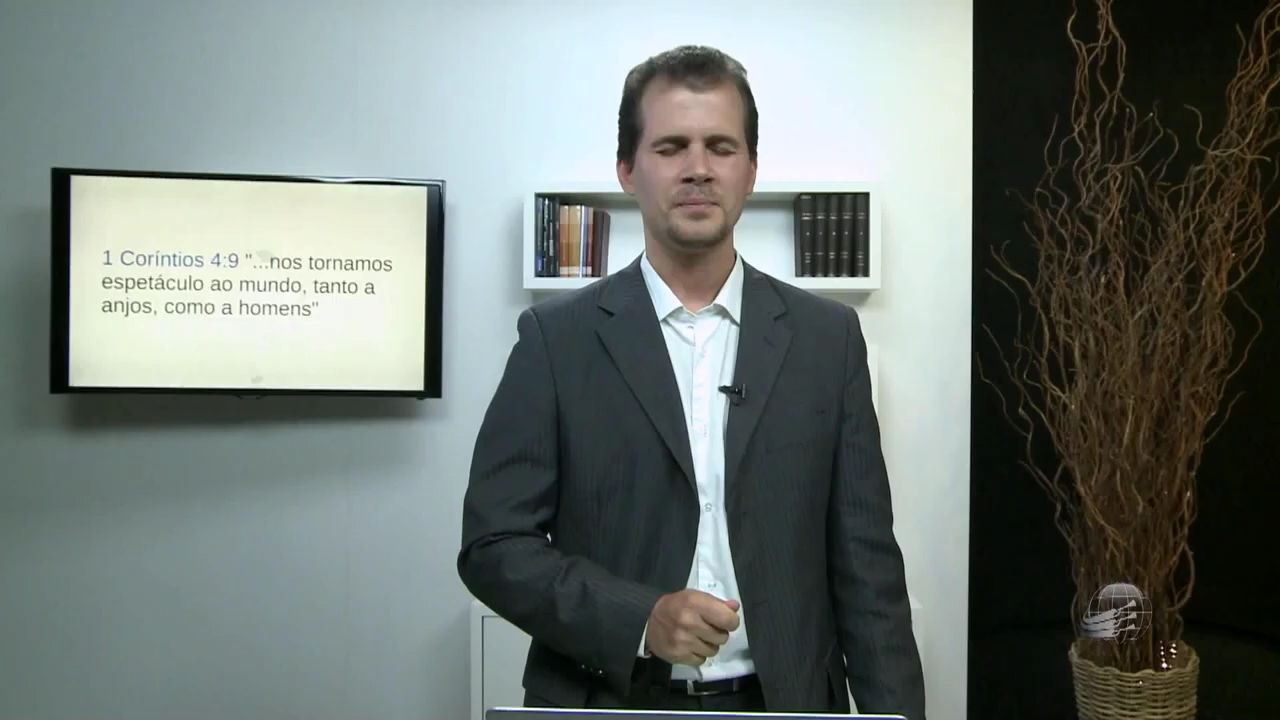 1 Coríntios 4:9 "...nos tornamos
espetáculo ao mundo, tanto a
anjos, como a homens"